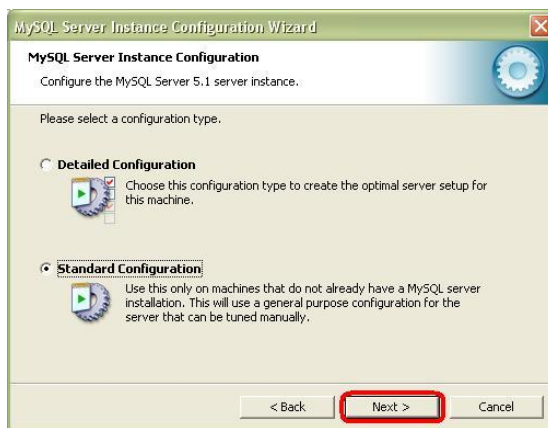 MySQL Server Instance Configuration Wizard
MySQL Server Instance Configuration
Configure the MySQL Server 5.1 server instance.
Please select a configuration type.
Detailed Configuration
Choose this configuration type to create the optimal server setup for
this machine.
Standard Configuration
Use this only on machines that do not already have a MySQL server
installation. This will use a general purpose configuration for the
server that can be tuned manually.
< Back
Next >
Cancel